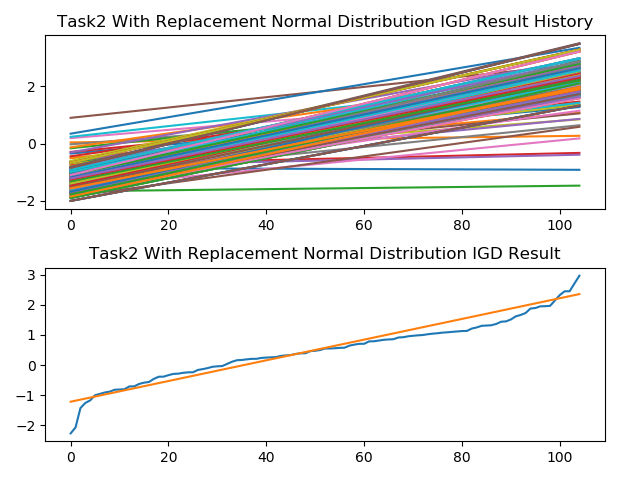 Task2 With Replacement Normal Distribution IGD Result History
2
0
−2
0 20 40 60 80 100
Task2 With Replacement Normal Distribution IGD Result
3
2
1
0
−1
−2
0 20 40 60 80 100